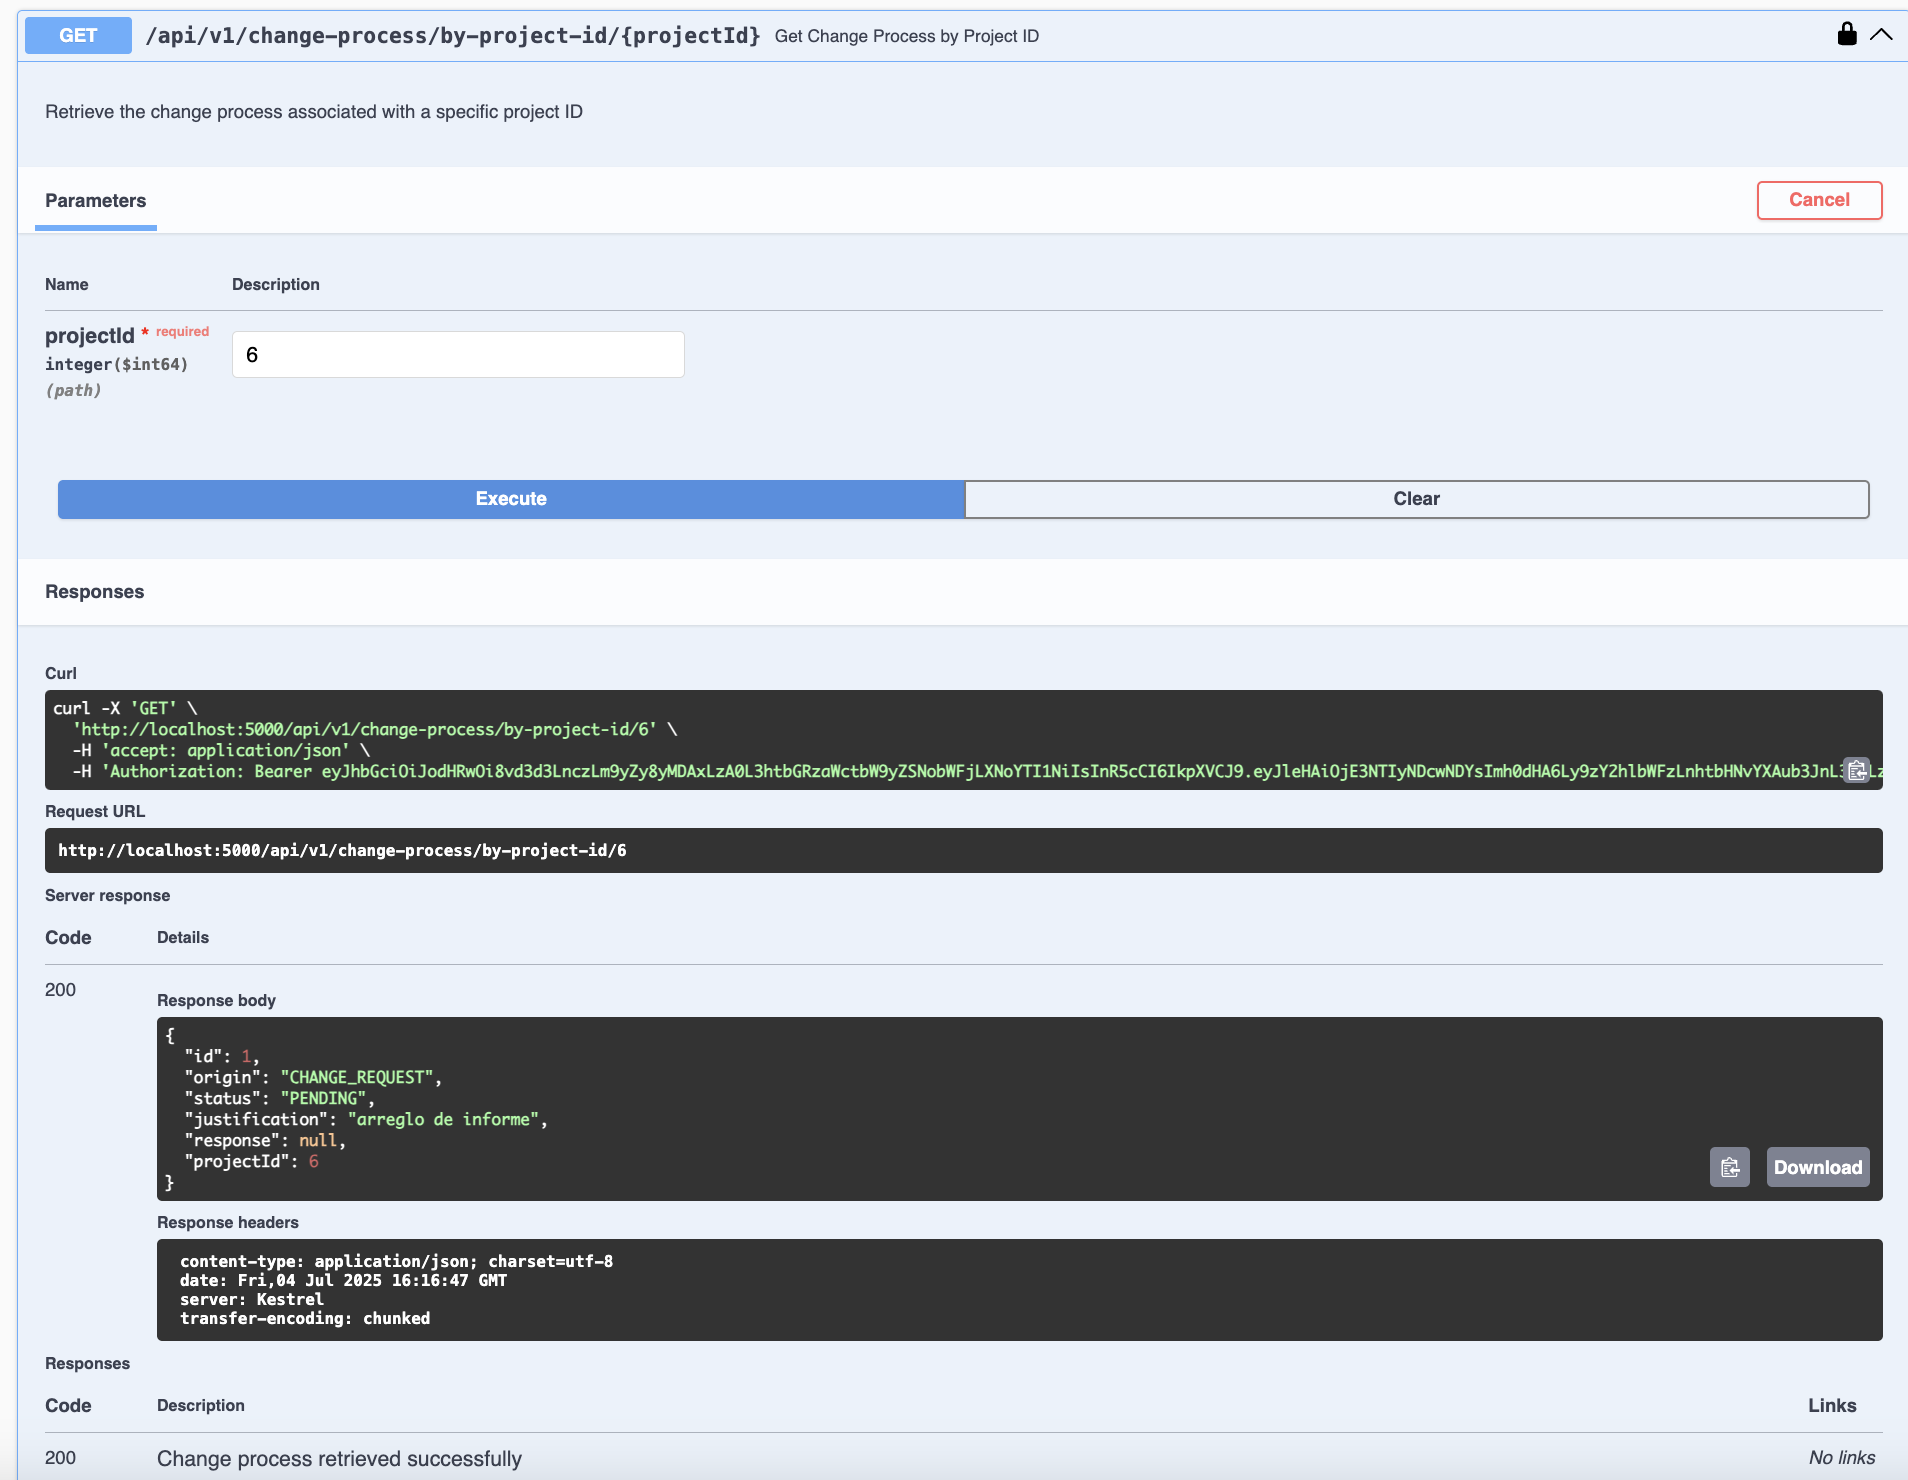 GET /api/v1/change-process/by-project-id/{projectId} Get Change Process by Project ID
Retrieve the change process associated with a specific project ID
Parameters
Cancel
Name Description
projectId * required
integer($int64)
(path)
6
Execute
Clear
Responses
Curl
curl -X 'GET' \
'http://localhost:5000/api/v1/change-process/by-project-id/6' \
-H 'accept: application/json' \
-H 'Authorization: Bearer
Request URL
http://localhost:5000/api/v1/change-process/by-project-id/6
Server response
Code Details
200
Response body
{
"id": 1,
"origin": "CHANGE_REQUEST",
"status": "PENDING",
"justification": "arreglo de informe",
"response": null,
"projectId": 6
}
Download
Response headers
content-type: application/json; charset=utf-8
date: Fri,04 Jul 2025 16:16:47 GMT
server: Kestrel
transfer-encoding: chunked
Responses
Code Description Links
200 Change process retrieved successfully No links